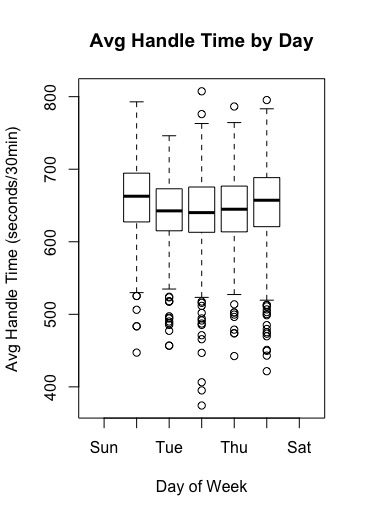 Avg Handle Time by Day
Avg Handle Time (seconds/30min)
800
700
600
500
400
Sun Tue Thu Sat
Day of Week